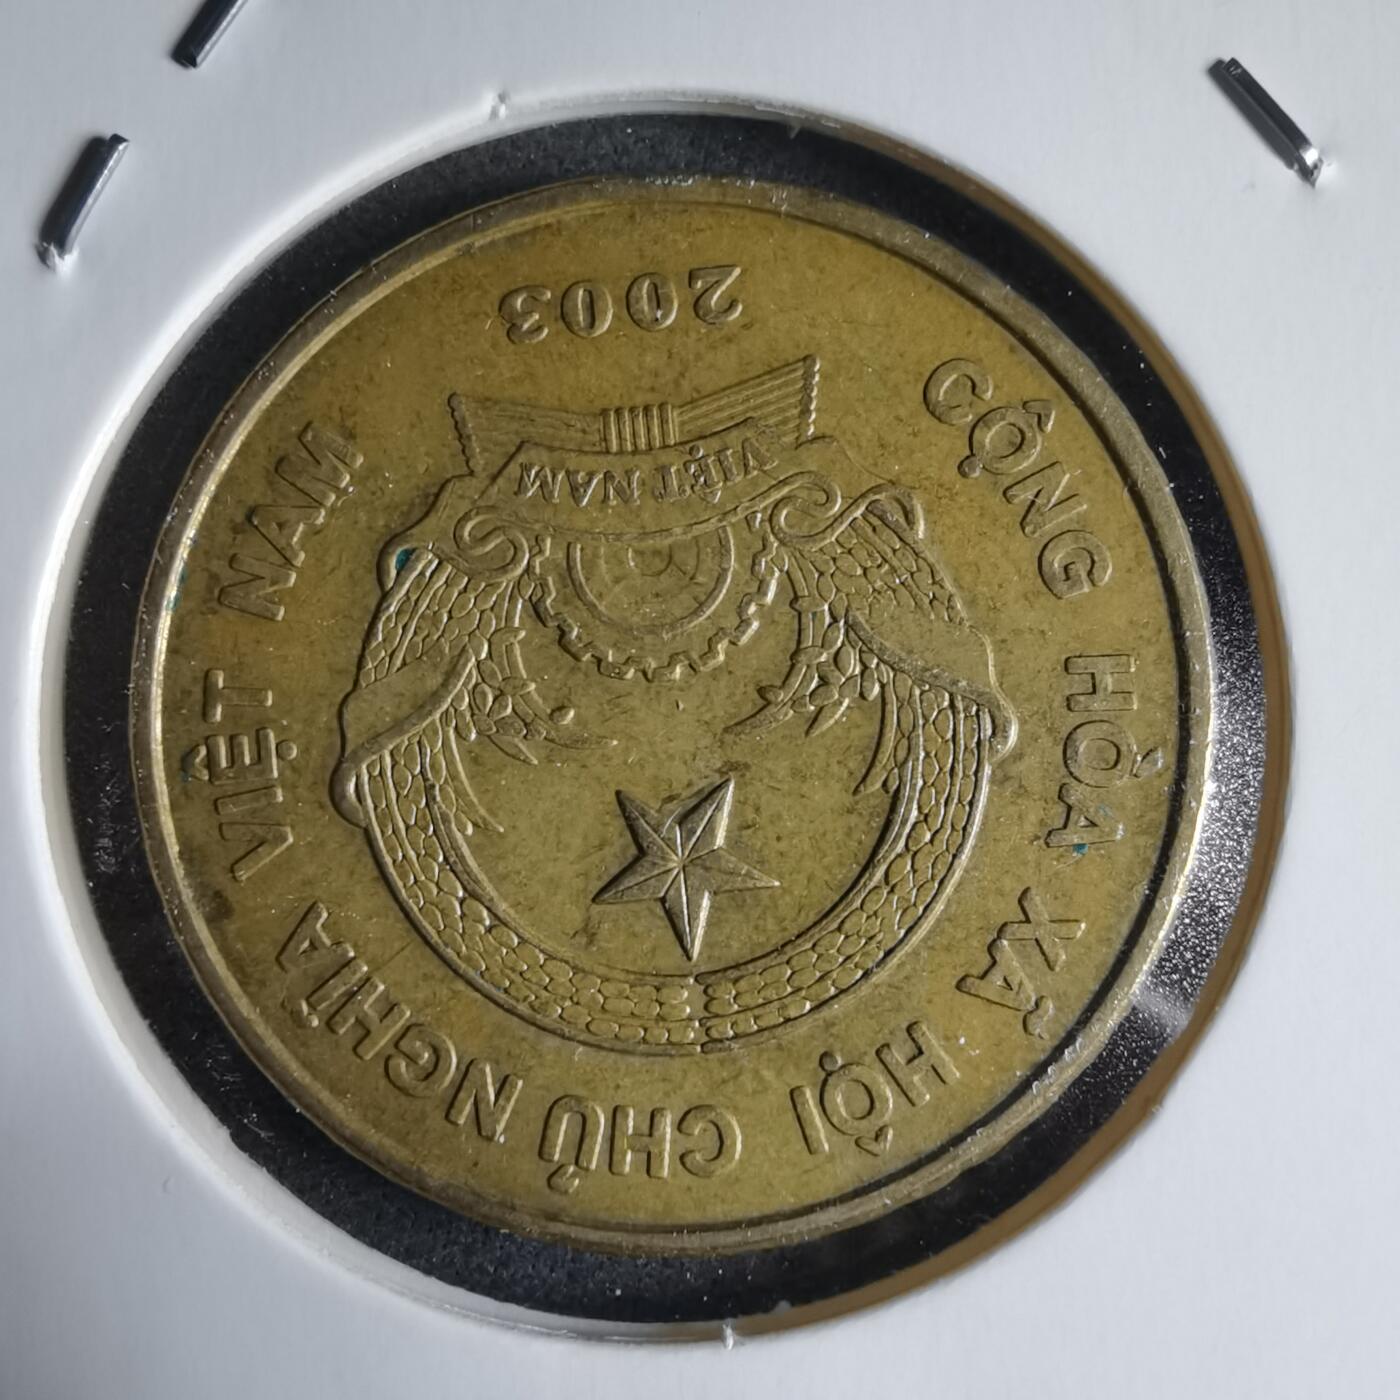 CỘNG HÒA XÃ HỘI CHỦ NGHĨA VIỆT NAM
VIỆT NAM
2003